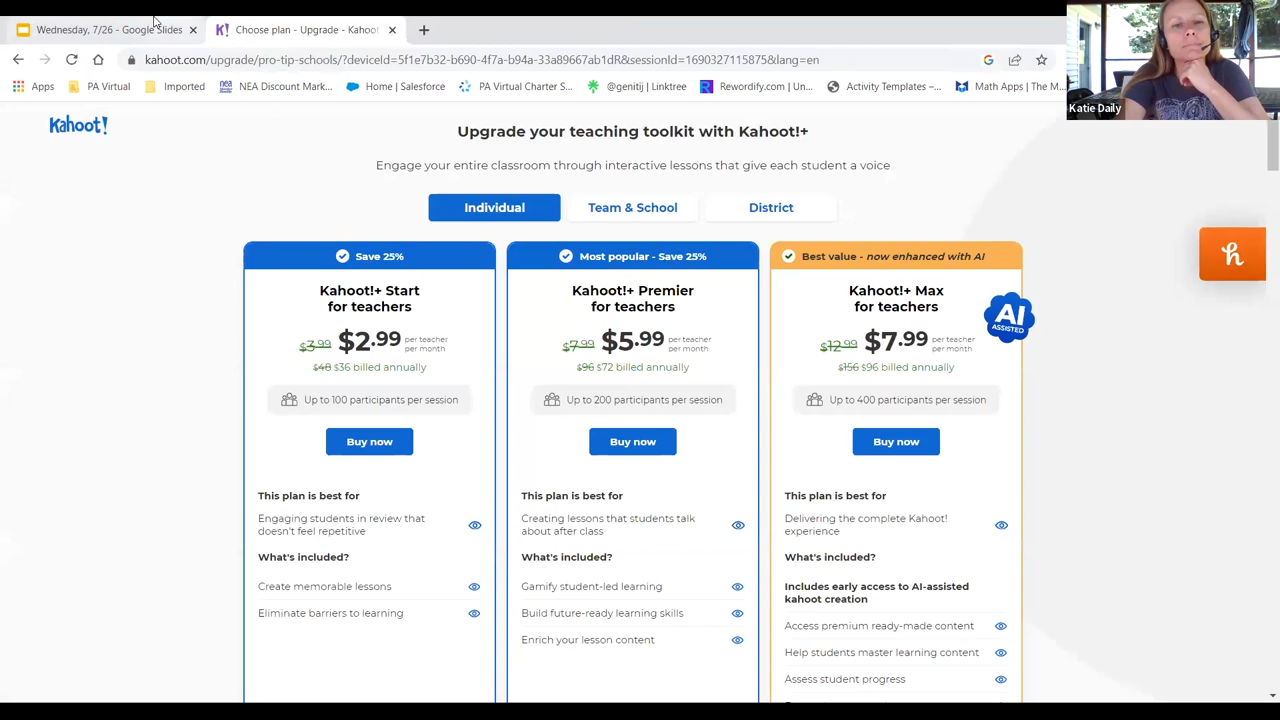 Wednesday, 7/26 - Google Slides
K! Choose plan - Upgrade - Kahoot
kahoot.com/upgrade/pro-tip-schools/?deviceId=5f1e7b32-b690-4f7a-b94a-33a89667ab1dR&sessionId=1690327115875&lang=en
Apps PA Virtual Imported nea NEA Discount Mark... Home | Salesforce PA Virtual Charter S... @genitij | Linktree R Rewordify.com | Un... Activity Templates –... Math Apps | The M...
Katie Daily
Kahoot!
Upgrade your teaching toolkit with Kahoot!+
Engage your entire classroom through interactive lessons that give each student a voice
Individual Team & School District
Save 25% Most popular - Save 25% Best value - now enhanced with AI
h
Kahoot!+ Start for teachers
$3.99 $2.99 per teacher per month
$48 $36 billed annually
Up to 100 participants per session
Buy now
This plan is best for
Engaging students in review that
doesn't feel repetitive
What's included?
Create memorable lessons
Eliminate barriers to learning
Kahoot!+ Premier
for teachers
$7.99 $5.99 per teacher per month
$96 $72 billed annually
Up to 200 participants per session
Buy now
This plan is best for
Creating lessons that students talk
about after class
What's included?
Gamify student-led learning
Build future-ready learning skills
Enrich your lesson content
Kahoot!+ Max
for teachers
AI
ASSISTED
$12.99 $7.99 per teacher per month
$156 $96 billed annually
Up to 400 participants per session
Buy now
This plan is best for
Delivering the complete Kahoot!
experience
What's included?
Includes early access to AI-assisted
kahoot creation
Access premium ready-made content
Help students master learning content
Assess student progress